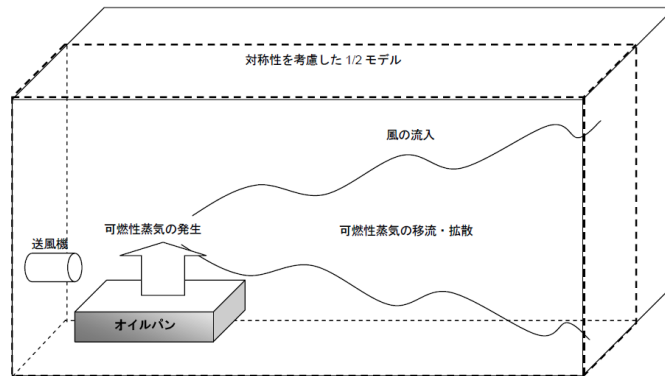 対称性を考慮した 1/2 モデル
風の流入
可燃性蒸気の発生
可燃性蒸気の移流・拡散
送風機
オイルパン